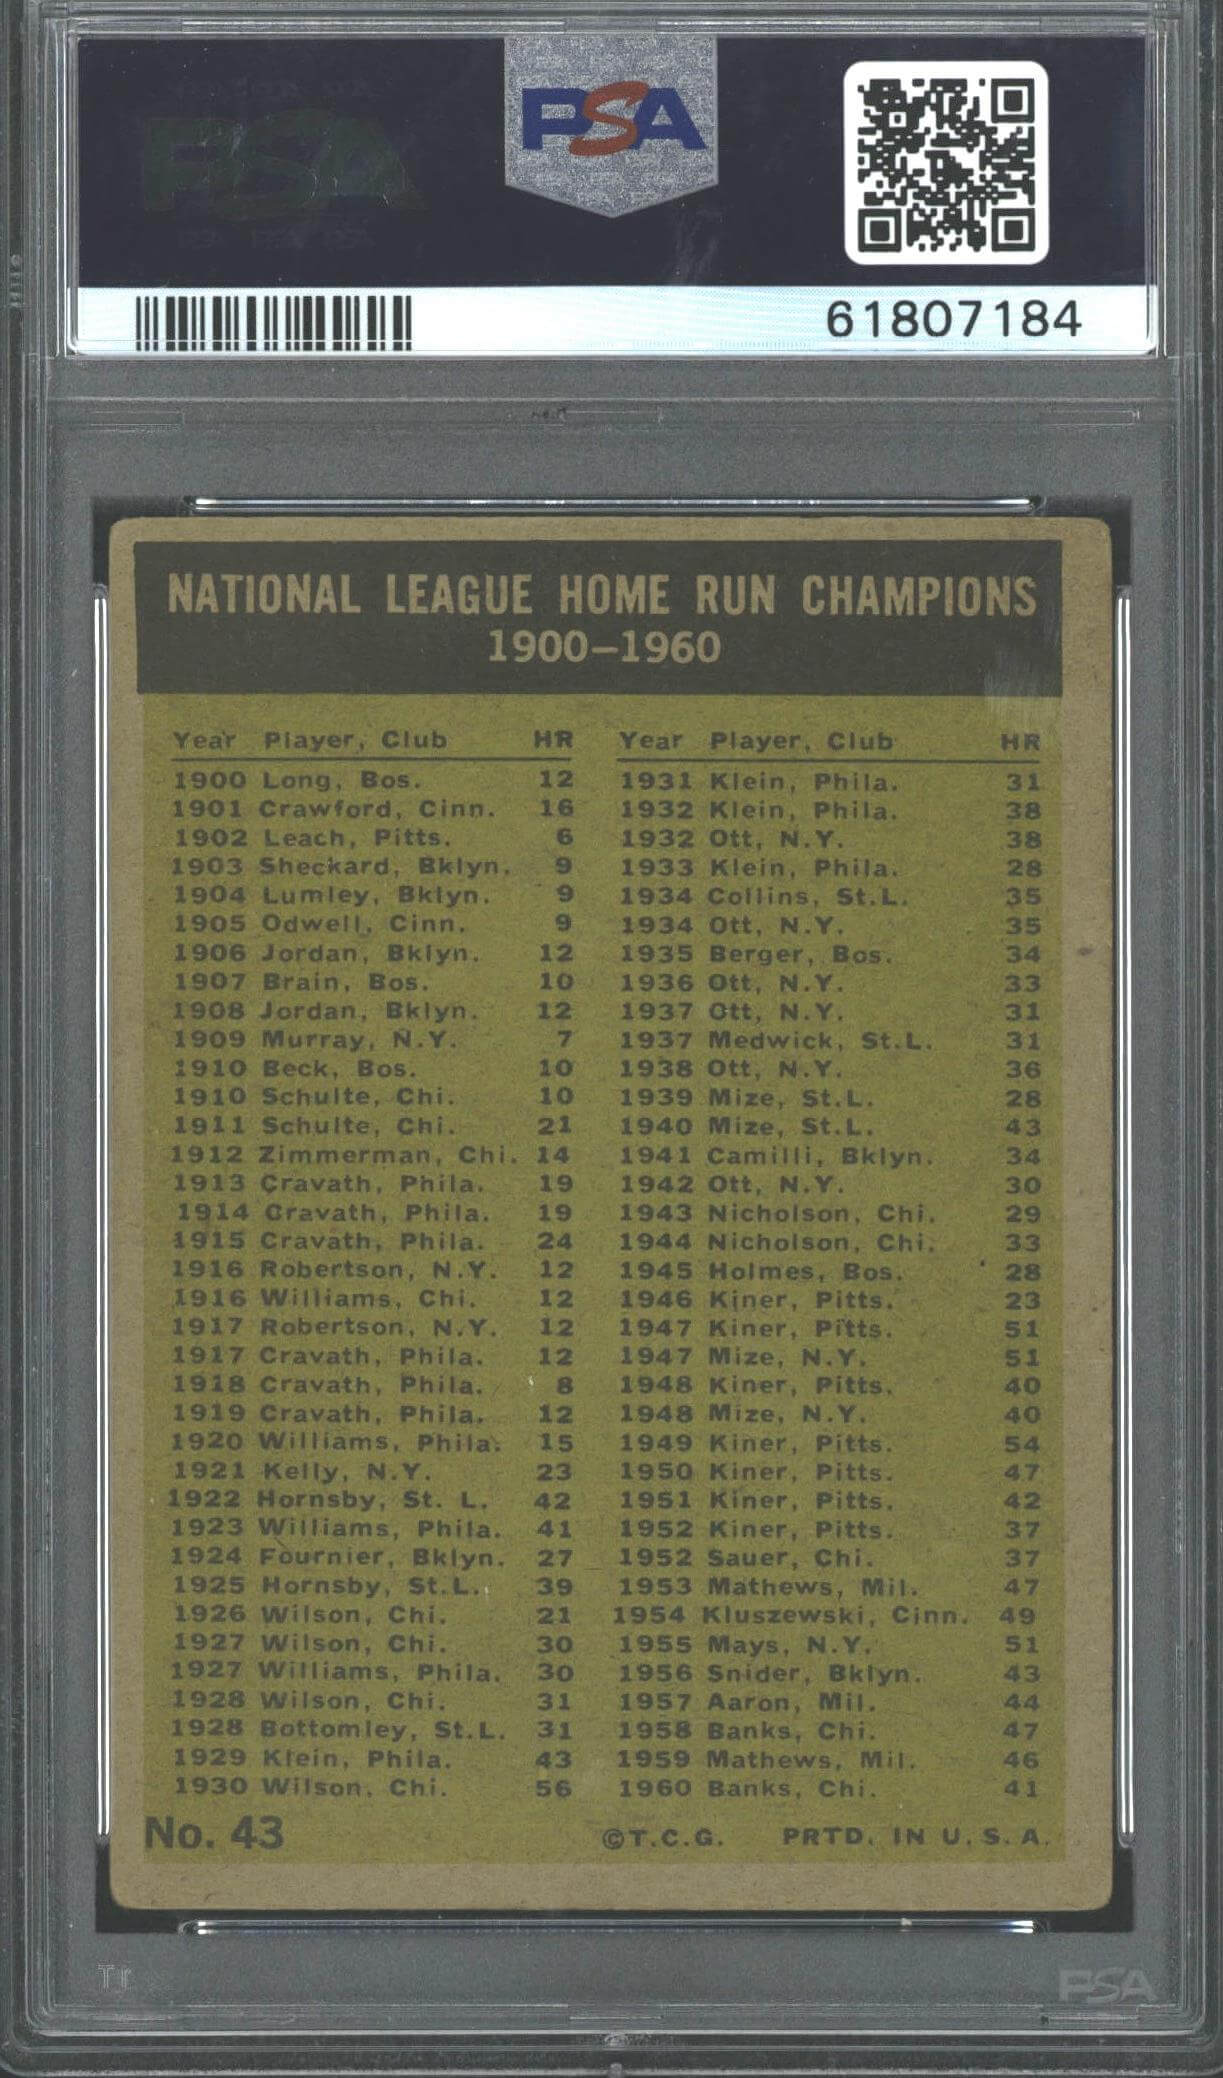 PSA
61807184
NATIONAL LEAGUE HOME RUN CHAMPIONS
1900–1960
Year Player, Club HR
1900 Long, Bos. 12
1901 Crawford, Cinn. 16
1902 Leach, Pitts. 6
1903 Sheckard, Bklyn. 9
1904 Lumley, Bklyn. 9
1905 Odwell, Cinn. 9
1906 Jordan, Bklyn. 12
1907 Brain, Bos. 10
1908 Jordan, Bklyn. 12
1909 Murray, N.Y. 7
1910 Beck, Bos. 10
1910 Schulte, Chi. 10
1911 Schulte, Chi. 21
1912 Zimmerman, Chi. 14
1913 Cravath, Phila. 19
1914 Cravath, Phila. 19
1915 Cravath, Phila. 24
1916 Robertson, N.Y. 12
1916 Williams, Chi. 12
1917 Robertson, N.Y. 12
1917 Cravath, Phila. 12
1918 Cravath, Phila. 8
1919 Cravath, Phila. 12
1920 Williams, Phila. 15
1921 Kelly, N.Y. 23
1922 Hornsby, St. L. 42
1923 Williams, Phila. 41
1924 Fournier, Bklyn. 27
1925 Hornsby, St.L. 39
1926 Wilson, Chi. 21
1927 Wilson, Chi. 30
1927 Williams, Phila. 30
1928 Wilson, Chi. 31
1928 Bottomley, St.L. 31
1929 Klein, Phila. 43
1930 Wilson, Chi. 56
Year Player, Club HR
1931 Klein, Phila. 31
1932 Klein, Phila. 38
1932 Ott, N.Y. 38
1933 Klein, Phila. 28
1934 Collins, St.L. 35
1934 Ott, N.Y. 35
1935 Berger, Bos. 34
1936 Ott, N.Y. 33
1937 Ott, N.Y. 31
1937 Medwick, St.L. 31
1938 Ott, N.Y. 36
1939 Mize, St.L. 28
1940 Mize, St.L. 43
1941 Camilli, Bklyn. 34
1942 Ott, N.Y. 30
1943 Nicholson, Chi. 29
1944 Nicholson, Chi. 33
1945 Holmes, Bos. 28
1946 Kiner, Pitts. 23
1947 Kiner, Pitts. 51
1947 Mize, N.Y. 51
1948 Kiner, Pitts. 40
1948 Mize, N.Y. 40
1949 Kiner, Pitts. 54
1950 Kiner, Pitts. 47
1951 Kiner, Pitts. 42
1952 Kiner, Pitts. 37
1952 Sauer, Chi. 37
1953 Mathews, Mil. 47
1954 Kluszewski, Cinn. 49
1955 Mays, N.Y. 51
1956 Snider, Bklyn. 43
1957 Aaron, Mil. 44
1958 Banks, Chi. 47
1959 Mathews, Mil. 46
1960 Banks, Chi. 41
No. 43 ©T.C.G. PRTD. IN U.S.A.
PSA